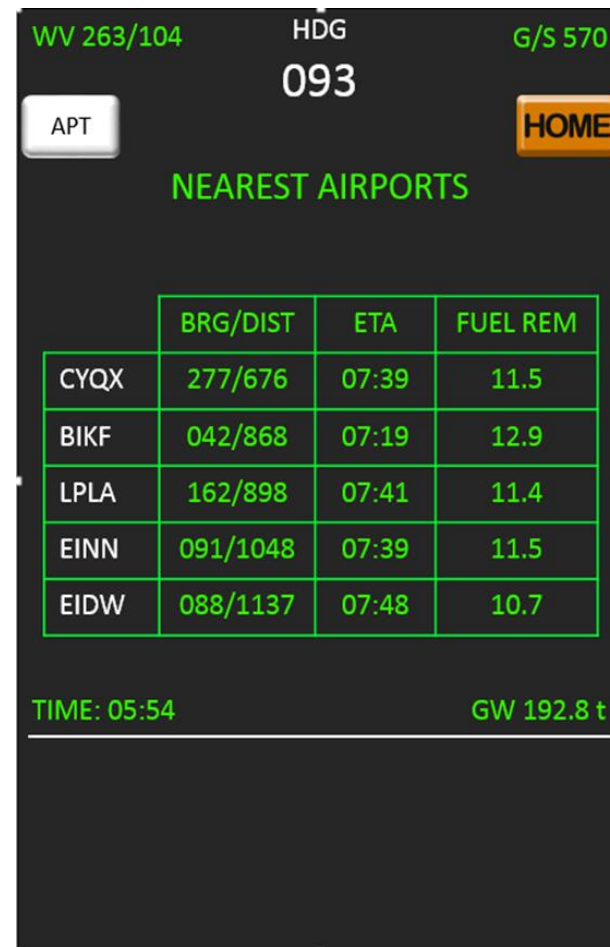 WV 263/104 HDG G/S 570
093
APT HOME
NEAREST AIRPORTS
BRG/DIST ETA FUEL REM
CYQX 277/676 07:39 11.5
BIKF 042/868 07:19 12.9
LPLA 162/898 07:41 11.4
EINN 091/1048 07:39 11.5
EIDW 088/1137 07:48 10.7
TIME: 05:54 GW 192.8 t